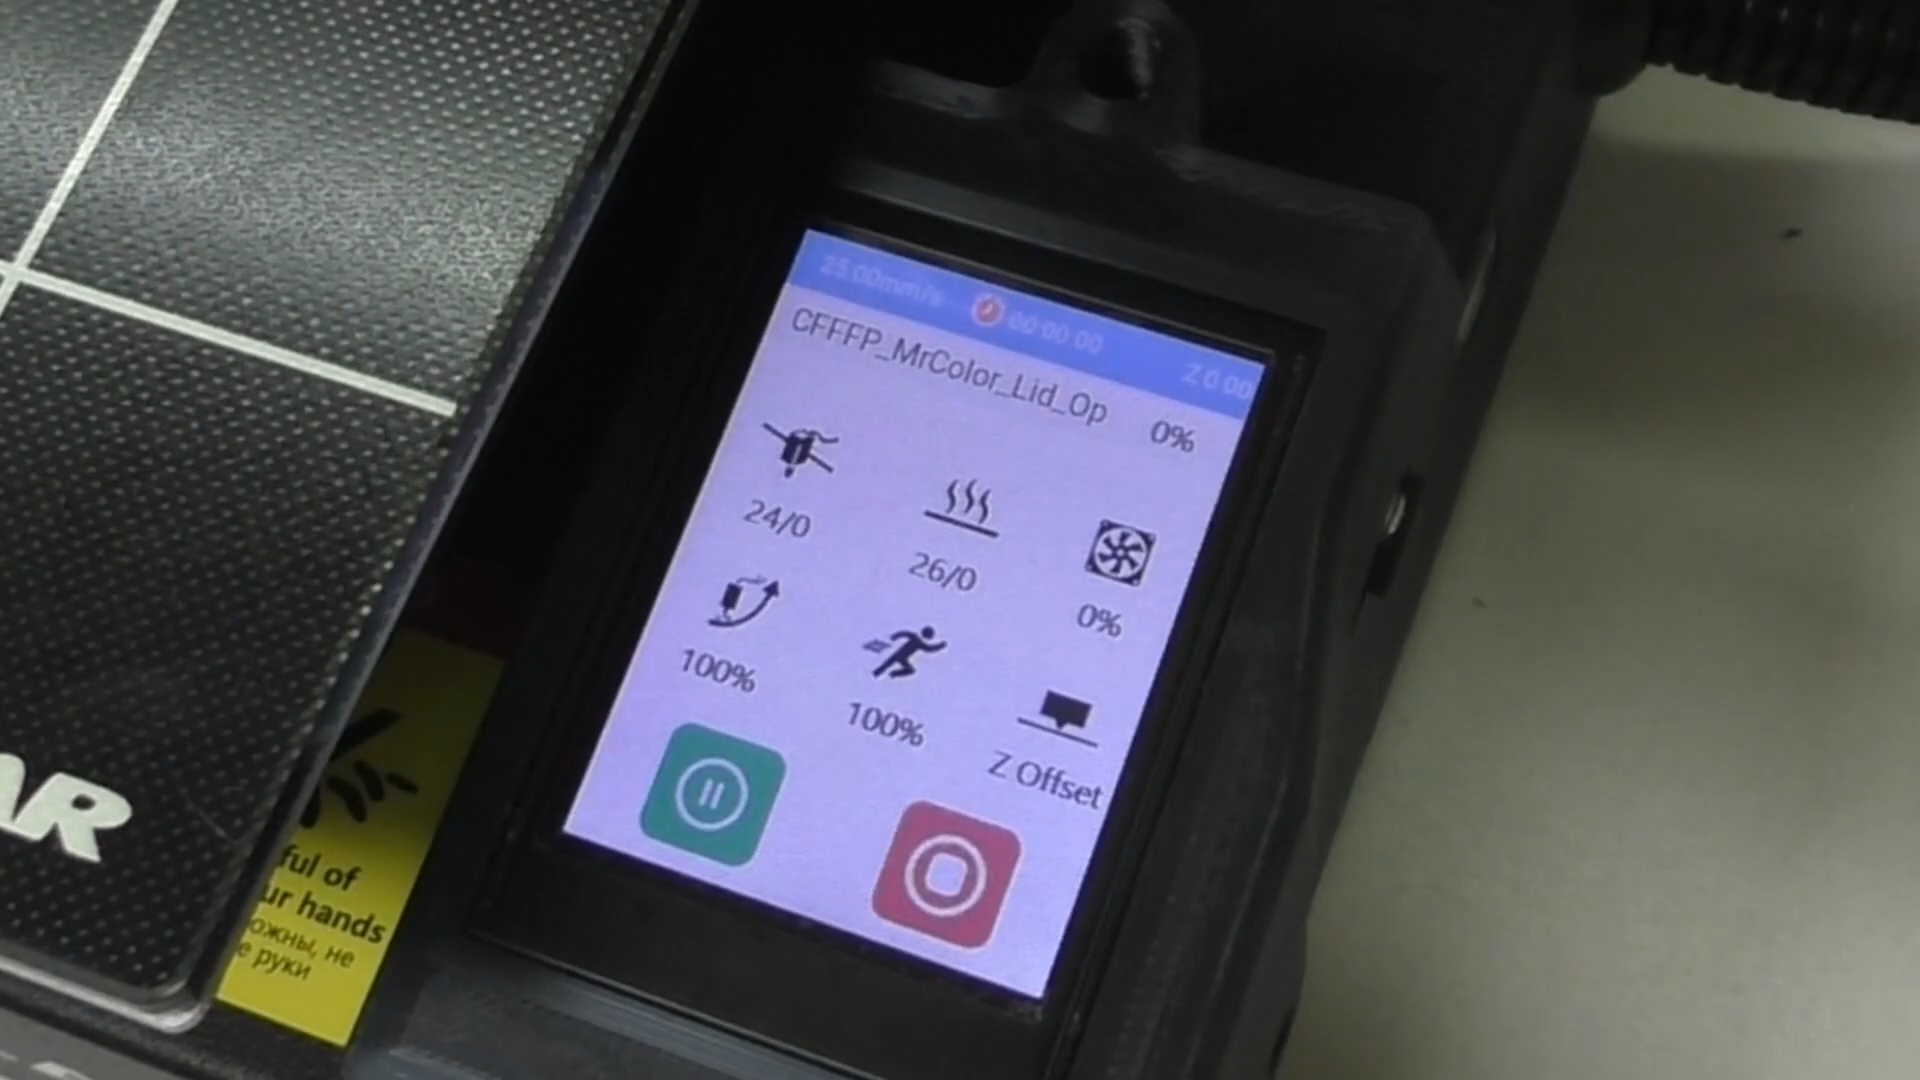 25.00mm/s 00:00:00 Z 0.00
CFFFP_MrColor_Lid_Op 0%
24/0 26/0 0%
100% 100% Z Offset
AR
ful of
ur hands
ожны, не
е руки